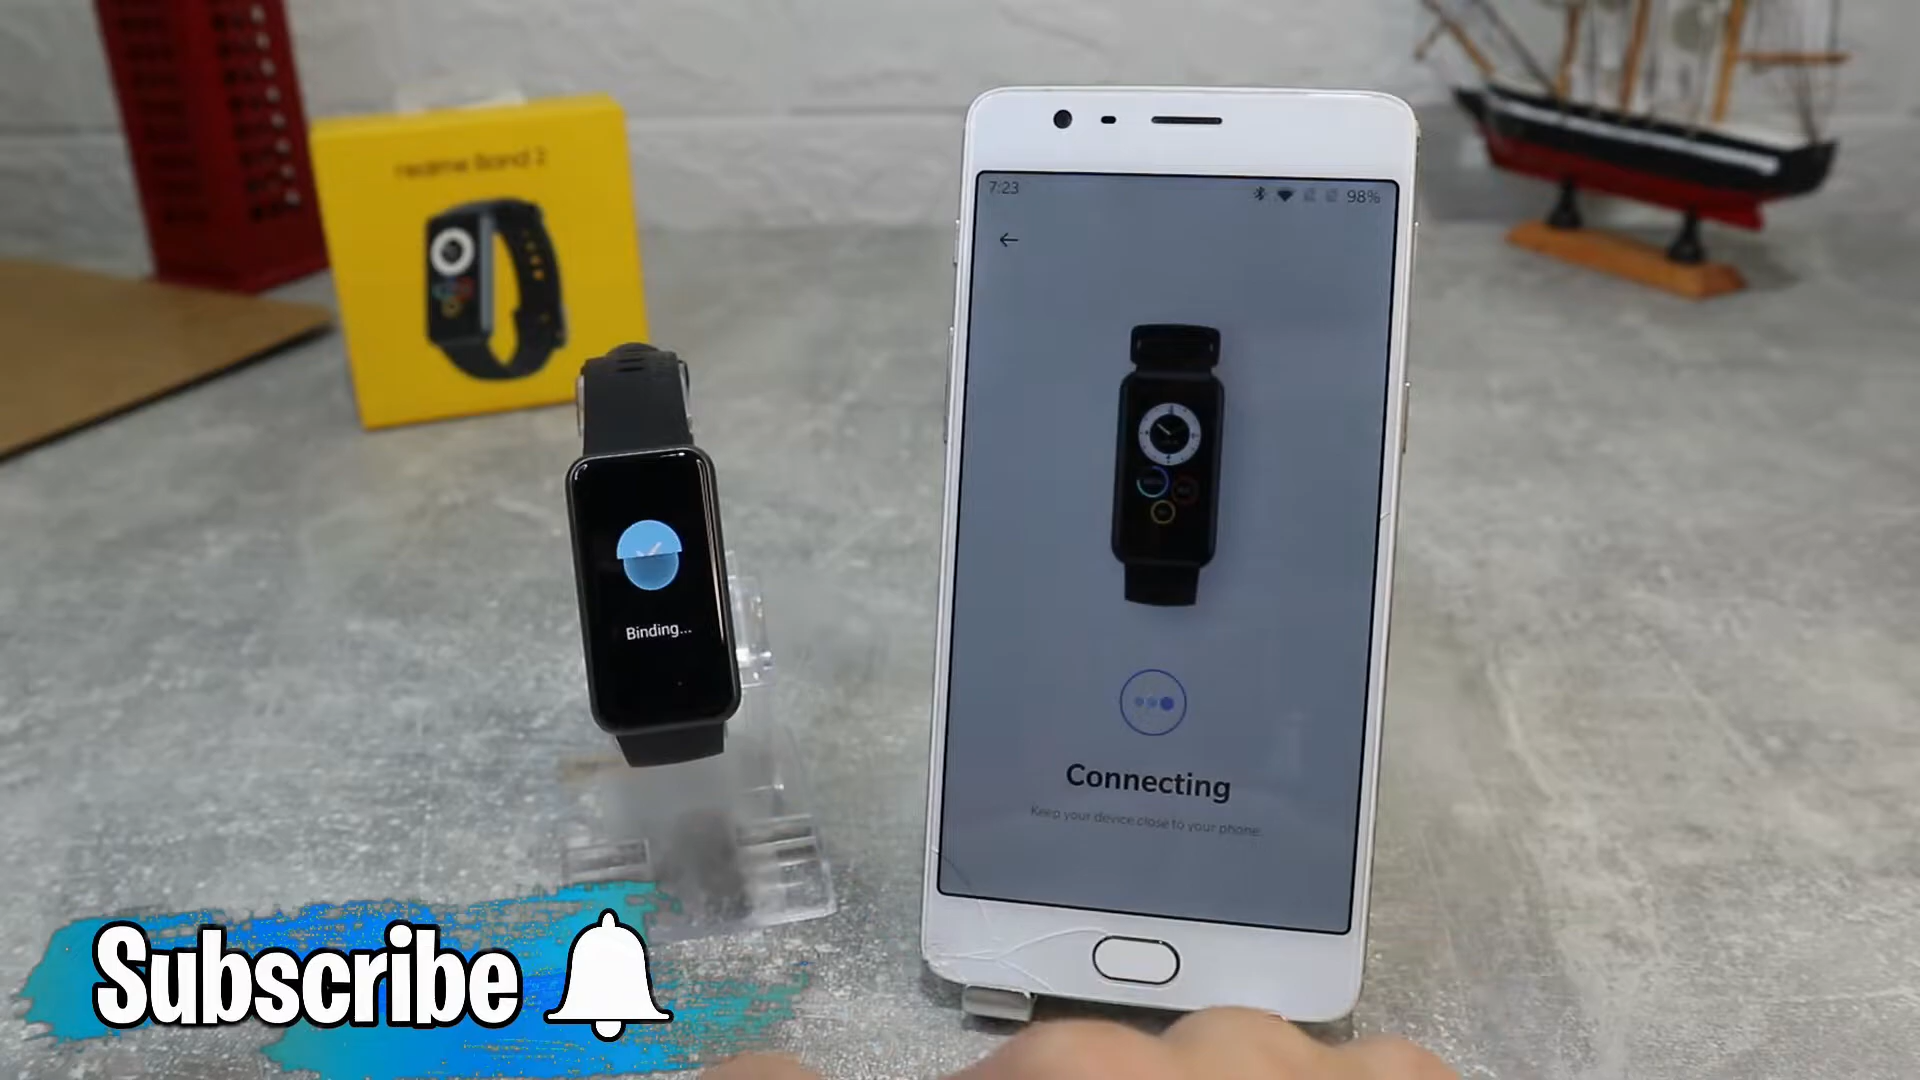 realme Band 2
7:23
98%
Binding...
Connecting
Keep your device close to your phone.
Subscribe